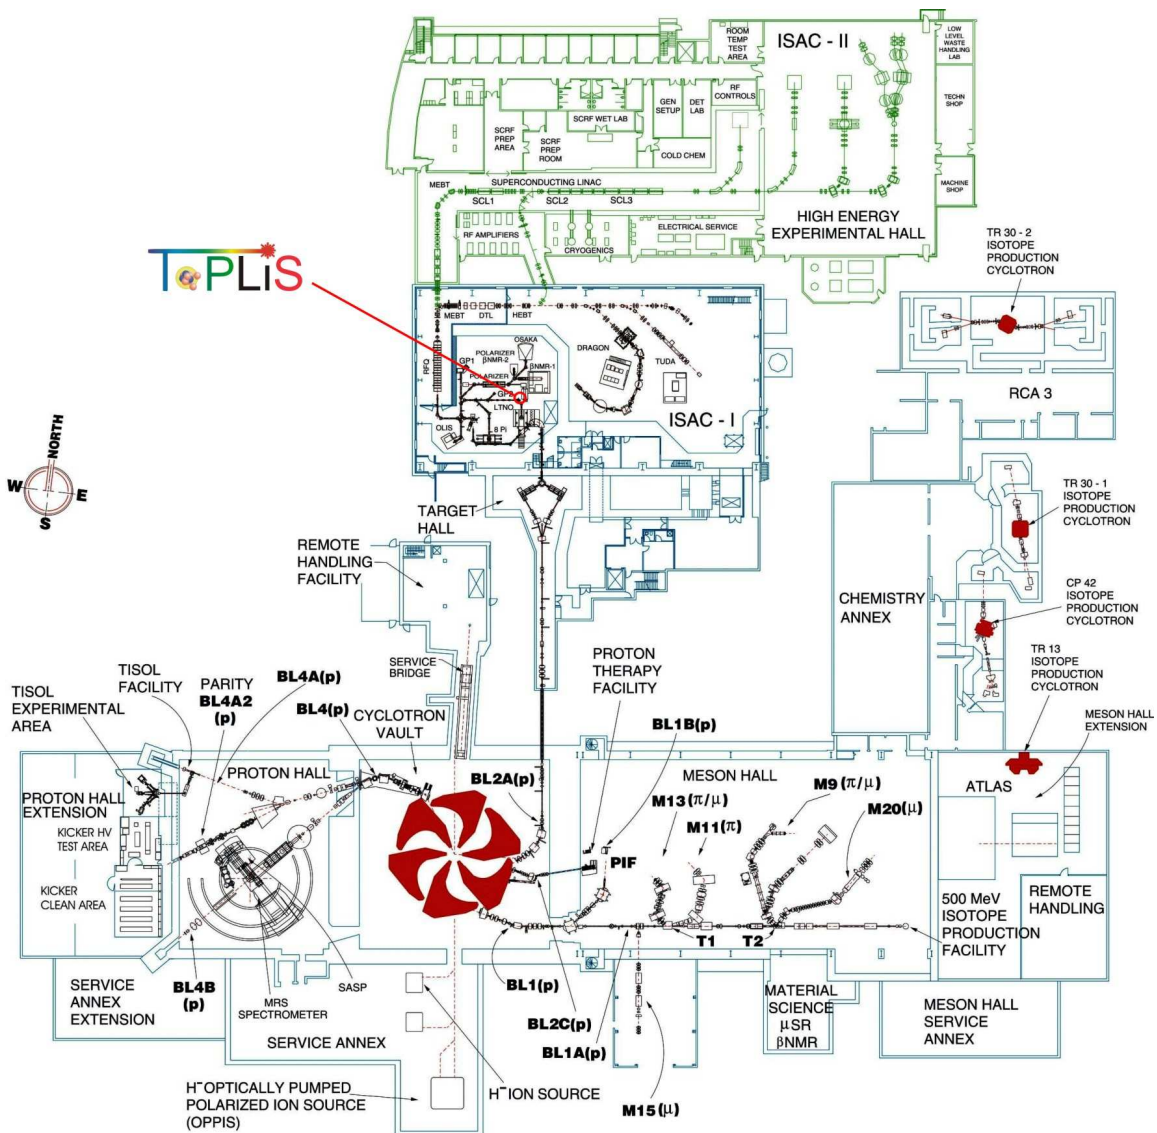 ROOM
TEMP
TEST
AREA
ISAC - II
LOW
LEVEL
WASTE
HANDLING
LAB
RF
CONTROLS
GEN
SETUP
DET
LAB
TECHN
SHOP
SCRF WET LAB
SCRF
PREP
AREA
SCRF
PREP
ROOM
COLD CHEM
MEBT
SUPERCONDUCTING LINAC
SCL1
SCL2
SCL3
MACHINE
SHOP
HIGH ENERGY
EXPERIMENTAL HALL
RF AMPLIFIERS
CRYOGENICS
ELECTRICAL SERVICE
TR 30 - 2
ISOTOPE
PRODUCTION
CYCLOTRON
TOPLiS
MEBT
DTL
HEBT
RFQ
OSAKA
POLARIZER
βNMR-2
GP1
βNMR-1
POLARIZER
GP2
LTNO
OLIS
8 Pi
DRAGON
TUDA
ISAC - I
RCA 3
NORTH
W
E
S
TARGET
HALL
REMOTE
HANDLING
FACILITY
TR 30 - 1
ISOTOPE
PRODUCTION
CYCLOTRON
CHEMISTRY
ANNEX
CP 42
ISOTOPE
PRODUCTION
CYCLOTRON
TR 13
ISOTOPE
PRODUCTION
CYCLOTRON
SERVICE
BRIDGE
PROTON
THERAPY
FACILITY
TISOL
FACILITY
TISOL
EXPERIMENTAL
AREA
PARITY
BL4A2
(p)
BL4A(p)
BL4(p)
CYCLOTRON
VAULT
BL1B(p)
MESON HALL
EXTENSION
PROTON HALL
BL2A(p)
MESON HALL
M9(π/μ)
M13(π/μ)
M20(μ)
M11(π)
ATLAS
PROTON HALL
EXTENSION
KICKER HV
TEST AREA
KICKER
CLEAN AREA
PIF
500 MeV
ISOTOPE
PRODUCTION
FACILITY
REMOTE
HANDLING
T1
T2
SERVICE
ANNEX
EXTENSION
BL4B
(p)
MRS
SPECTROMETER
SASP
BL1(p)
BL2C(p)
BL1A(p)
MATERIAL
SCIENCE
μSR
βNMR
MESON HALL
SERVICE
ANNEX
SERVICE ANNEX
H⁻ION SOURCE
H⁻OPTICALLY PUMPED
POLARIZED ION SOURCE
(OPPIS)
M15(μ)